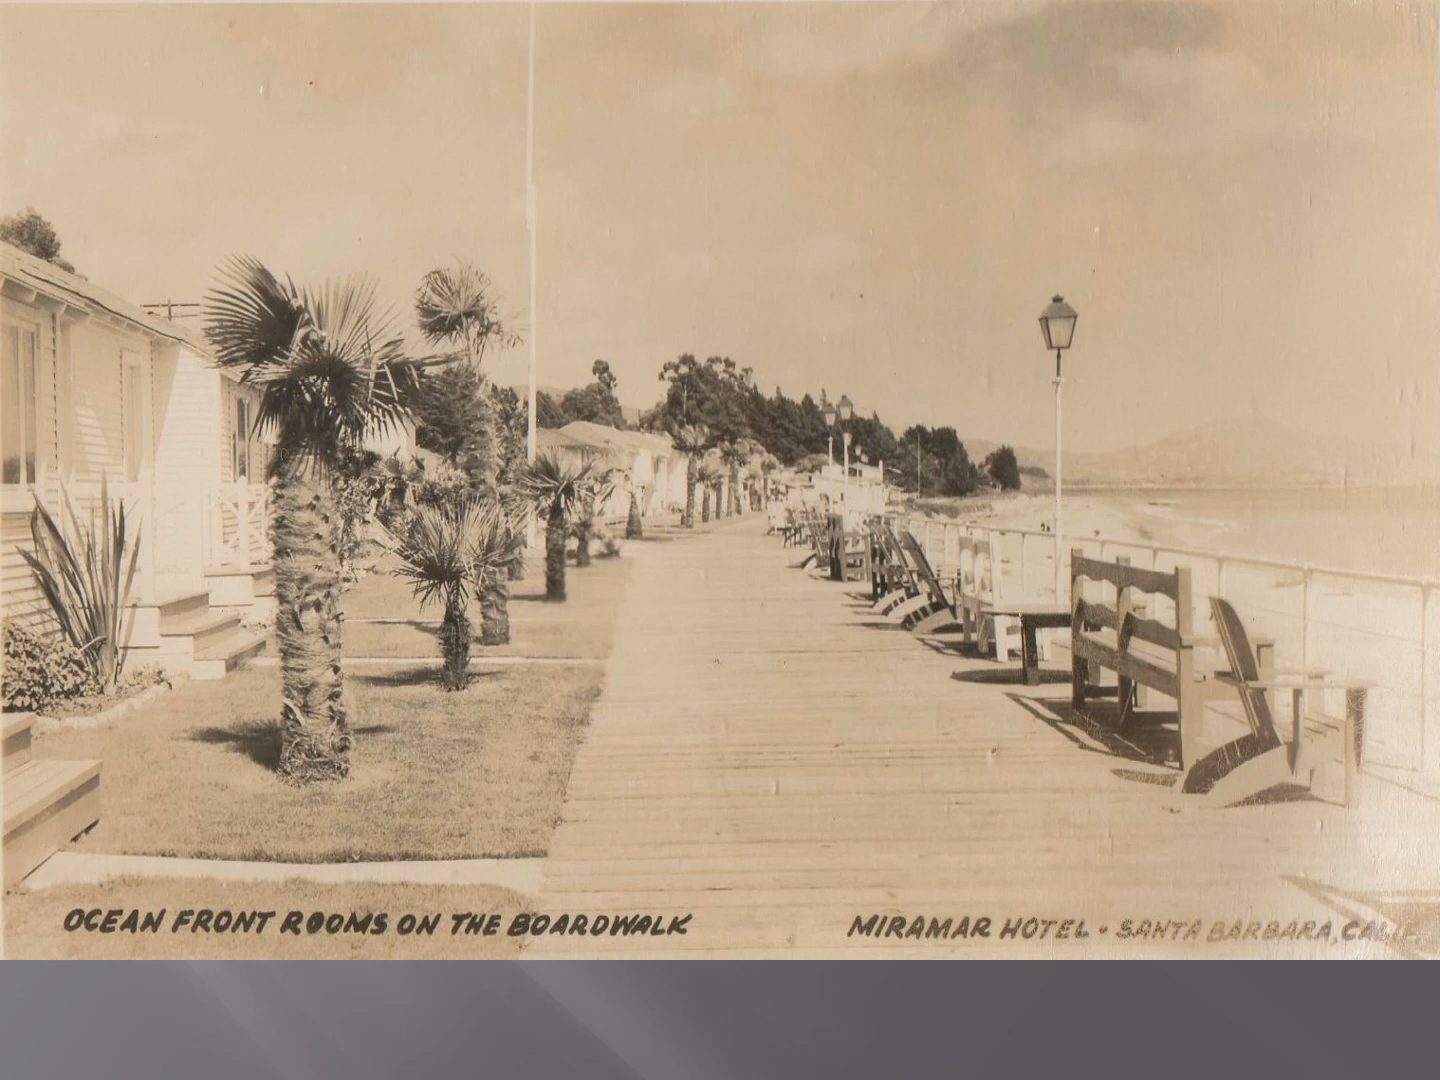 OCEAN FRONT ROOMS ON THE BOARDWALK
MIRAMAR HOTEL • SANTA BARBARA, CALIF.